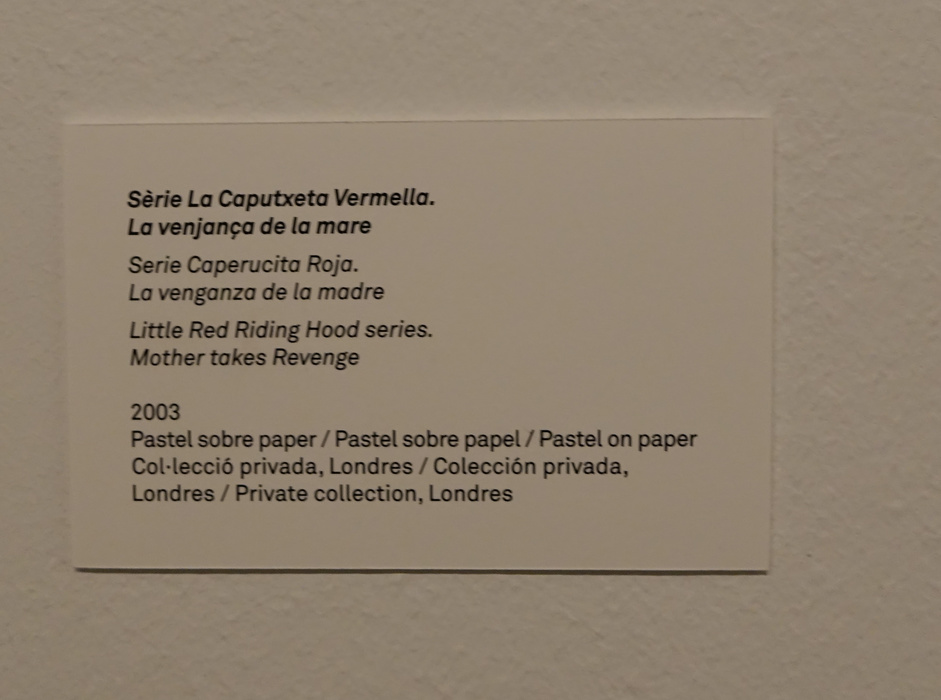 Sèrie La Caputxeta Vermella.
La venjança de la mare
Serie Caperucita Roja.
La venganza de la madre
Little Red Riding Hood series.
Mother takes Revenge
2003
Pastel sobre paper / Pastel sobre papel / Pastel on paper
Col·lecció privada, Londres / Colección privada,
Londres / Private collection, Londres